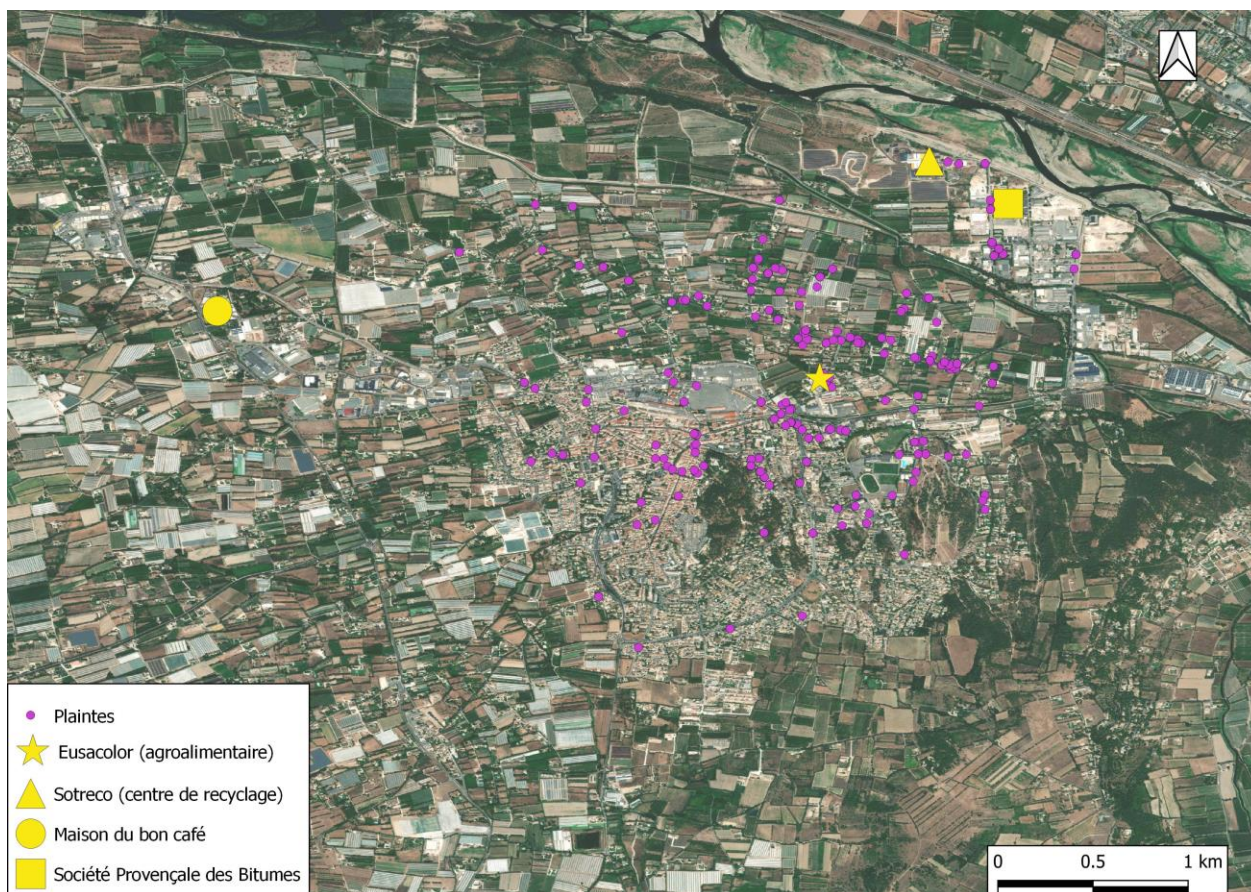 Plaintes
Eusacolor (agroalimentaire)
Sotreco (centre de recyclage)
Maison du bon café
Société Provençale des Bitumes
0 0.5 1 km